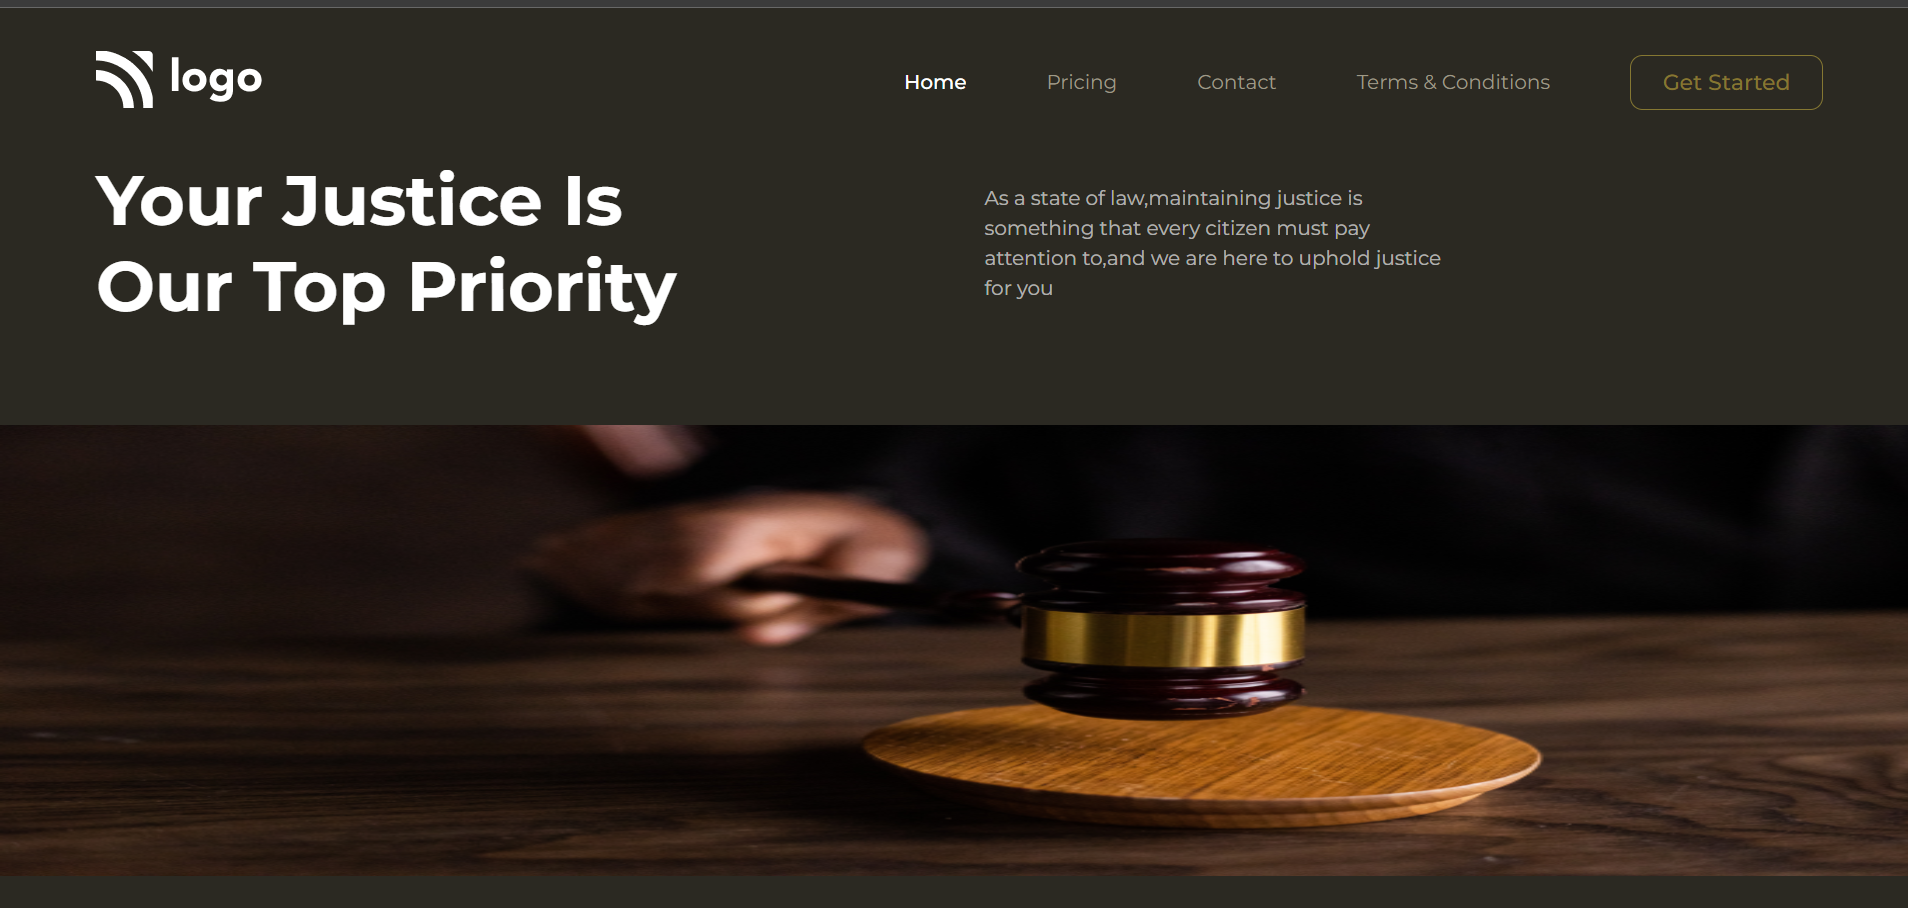 logo
Home Pricing Contact Terms & Conditions Get Started
Your Justice Is
Our Top Priority
As a state of law,maintaining justice is
something that every citizen must pay
attention to,and we are here to uphold justice
for you